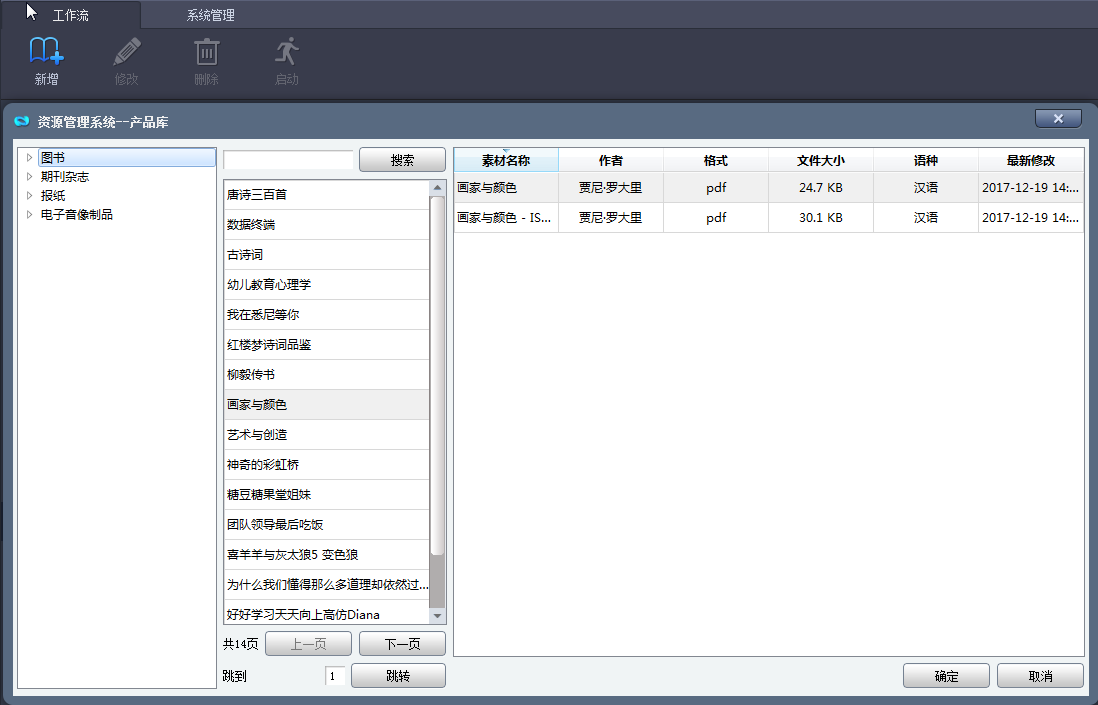 工作流
系统管理
新增
修改
删除
启动
资源管理系统--产品库
图书
期刊杂志
报纸
电子音像制品
搜索
唐诗三百首
数据终端
古诗词
幼儿教育心理学
我在悉尼等你
红楼梦诗词品鉴
柳毅传书
画家与颜色
艺术与创造
神奇的彩虹桥
糖豆糖果堂姐妹
团队领导最后吃饭
喜羊羊与灰太狼5 变色狼
为什么我们懂得那么多道理却依然过...
好好学习天天向上高仿Diana
共14页 上一页 下一页
跳到 1 跳转
素材名称 作者 格式 文件大小 语种 最新修改
画家与颜色 贾尼·罗大里 pdf 24.7 KB 汉语 2017-12-19 14:...
画家与颜色 - IS... 贾尼·罗大里 pdf 30.1 KB 汉语 2017-12-19 14:...
确定 取消